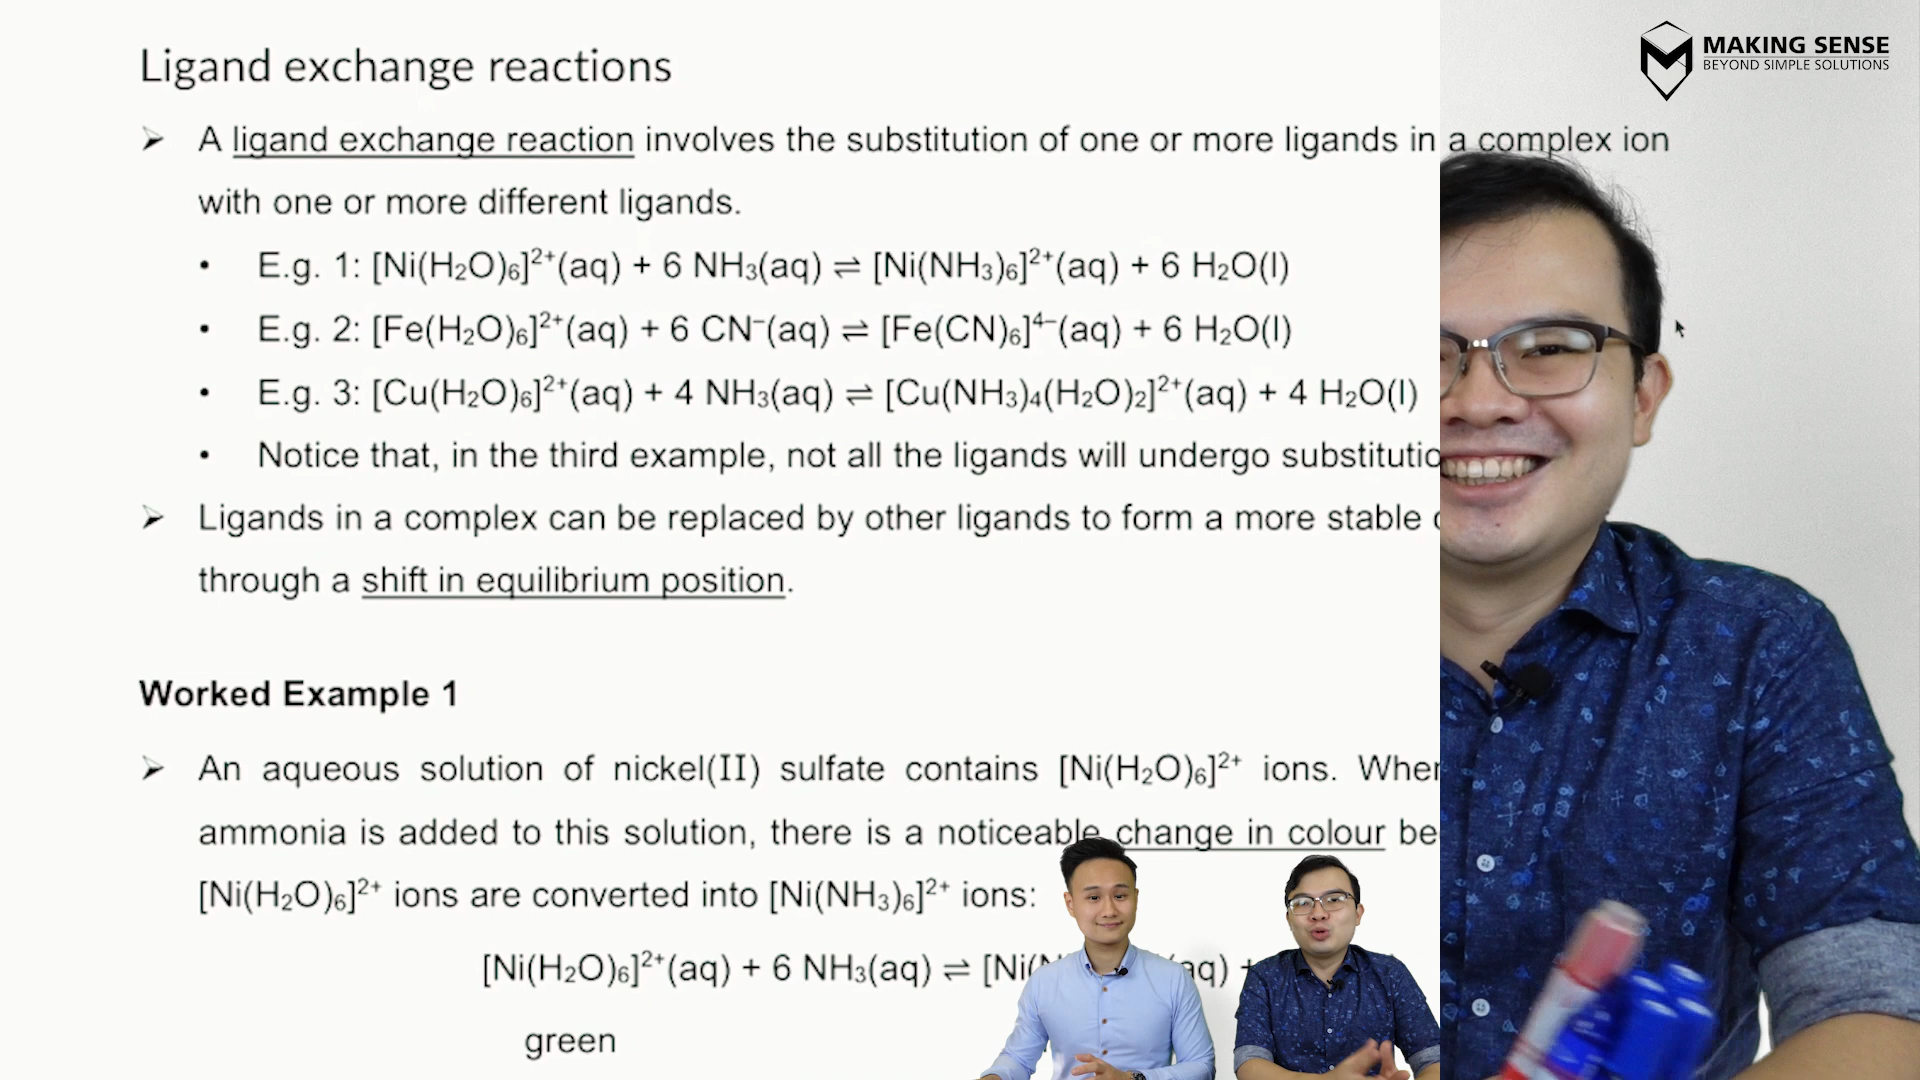 MAKING SENSE
BEYOND SIMPLE SOLUTIONS
Ligand exchange reactions
➢ A ligand exchange reaction involves the substitution of one or more ligands in a complex ion
with one or more different ligands.
• E.g. 1: [Ni(H₂O)₆]²⁺(aq) + 6 NH₃(aq) ⇌ [Ni(NH₃)₆]²⁺(aq) + 6 H₂O(l)
• E.g. 2: [Fe(H₂O)₆]²⁺(aq) + 6 CN⁻(aq) ⇌ [Fe(CN)₆]⁴⁻(aq) + 6 H₂O(l)
• E.g. 3: [Cu(H₂O)₆]²⁺(aq) + 4 NH₃(aq) ⇌ [Cu(NH₃)₄(H₂O)₂]²⁺(aq) + 4 H₂O(l)
• Notice that, in the third example, not all the ligands will undergo substitutio
➢ Ligands in a complex can be replaced by other ligands to form a more stable
through a shift in equilibrium position.
Worked Example 1
➢ An aqueous solution of nickel(II) sulfate contains [Ni(H₂O)₆]²⁺ ions. Wher
ammonia is added to this solution, there is a noticeable change in colour be
[Ni(H₂O)₆]²⁺ ions are converted into [Ni(NH₃)₆]²⁺ ions:
[Ni(H₂O)₆]²⁺(aq) + 6 NH₃(aq) ⇌ [Ni(N aq) +
green